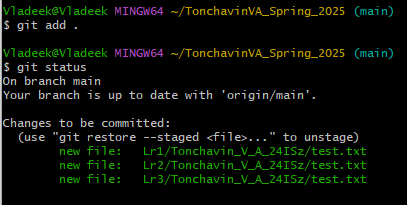 Vladeek@Vladeek MINGW64 ~/TonchavinVA_Spring_2025 (main)
$ git add .
Vladeek@Vladeek MINGW64 ~/TonchavinVA_Spring_2025 (main)
$ git status
On branch main
Your branch is up to date with 'origin/main'.
Changes to be committed:
(use "git restore --staged <file>..." to unstage)
new file: Lr1/Tonchavin_V_A_24ISz/test.txt
new file: Lr2/Tonchavin_V_A_24ISz/test.txt
new file: Lr3/Tonchavin_V_A_24ISz/test.txt